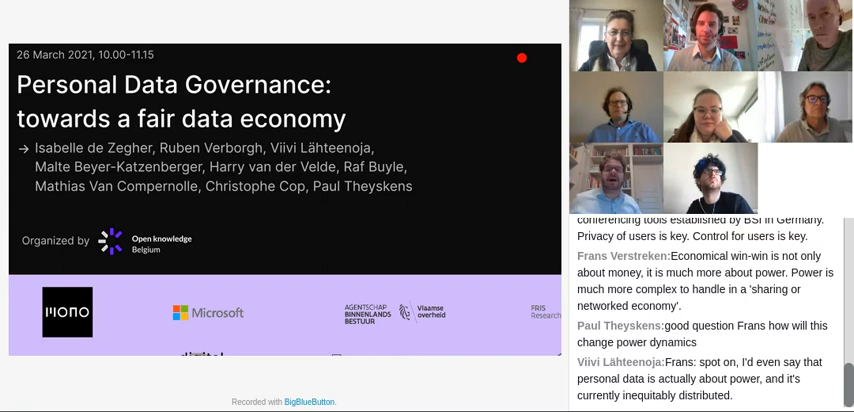 26 March 2021, 10.00-11.15
Personal Data Governance:
towards a fair data economy
→ Isabelle de Zegher, Ruben Verborgh, Viivi Lähteenoja,
Malte Beyer-Katzenberger, Harry van der Velde, Raf Buyle,
Mathias Van Compernolle, Christophe Cop, Paul Theyskens
Organized by
Open knowledge
Belgium
MONO
Microsoft
AGENTSCHAP
BINNENLANDS
BESTUUR
Vlaamse
overheid
FRIS
Research
Recorded with BigBlueButton.
conferencing tools established by BSI in Germany.
Privacy of users is key. Control for users is key.
Frans Verstreken:Economical win-win is not only
about money, it is much more about power. Power is
much more complex to handle in a 'sharing or
networked economy'.
Paul Theyskens:good question Frans how will this
change power dynamics
Viivi Lähteenoja:Frans: spot on, I'd even say that
personal data is actually about power, and it's
currently inequitably distributed.